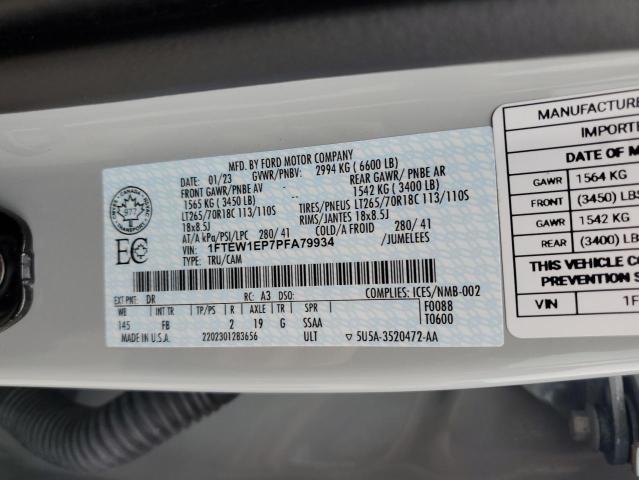 MFD. BY FORD MOTOR COMPANY
DATE: 01/23 GVWR/PNBV: 2994 KG (6600 LB)
FRONT GAWR/PNBE AV REAR GAWR/ PNBE AR
1565 KG (3450 LB) 1542 KG (3400 LB)
LT265/70R18C 113/110S TIRES/PNEUS LT265/70R18C 113/110S
18x8.5J RIMS/JANTES 18x8.5J
AT/A kPa/PSI/LPC 280/41 COLD/A FROID 280/41
VIN: 1FTEW1EP7PFA79934 /JUMELEES
TYPE: TRU/CAM
EC
977
EXT PNT: DR RC: A3 DSO: COMPLIES: ICES/NMB-002
WB INT TR TP/PS R AXLE TR SPR F0088
145 FB 2 19 G SSAA T0600
MADE IN U.S.A. 2202301283656 ULT 5U5A-3520472-AA
MANUFACTURE
IMPORTE
DATE OF M
GAWR 1564 KG
FRONT (3450) LBS
GAWR 1542 KG
REAR (3400) LB
THIS VEHICLE CO
PREVENTION S
VIN 1F